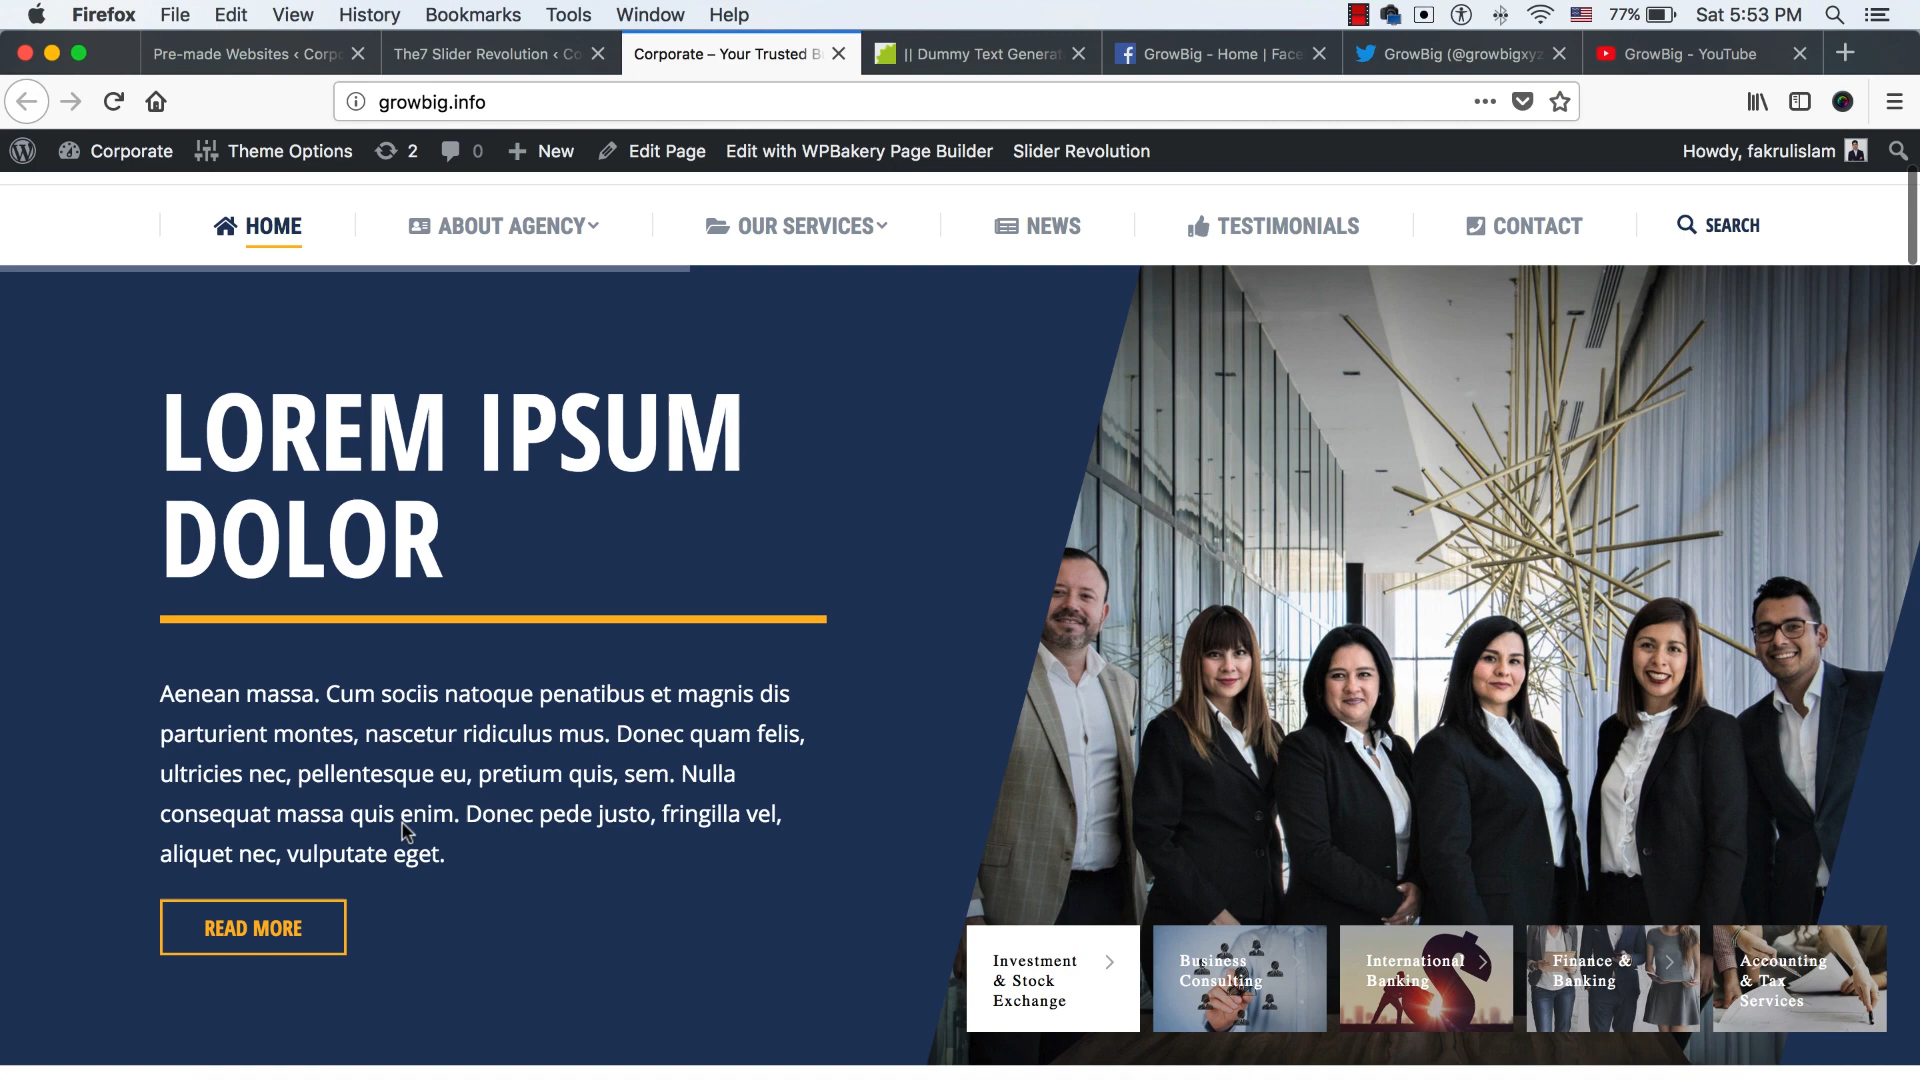 Firefox File Edit View History Bookmarks Tools Window Help 77% Sat 5:53 PM
Pre-made Websites ‹ Corpo
The7 Slider Revolution ‹ Co
Corporate – Your Trusted B
|| Dummy Text Generat
GrowBig - Home | Face
GrowBig (@growbigxyz
GrowBig - YouTube
growbig.info
Corporate Theme Options 2 0 New Edit Page Edit with WPBakery Page Builder Slider Revolution Howdy, fakrulislam
HOME ABOUT AGENCY OUR SERVICES NEWS TESTIMONIALS CONTACT SEARCH
LOREM IPSUM
DOLOR
Aenean massa. Cum sociis natoque penatibus et magnis dis
parturient montes, nascetur ridiculus mus. Donec quam felis,
ultricies nec, pellentesque eu, pretium quis, sem. Nulla
consequat massa quis enim. Donec pede justo, fringilla vel,
aliquet nec, vulputate eget.
READ MORE
Investment
& Stock
Exchange
Business
Consulting
International
Banking
Finance &
Banking
Accounting
& Tax
Services